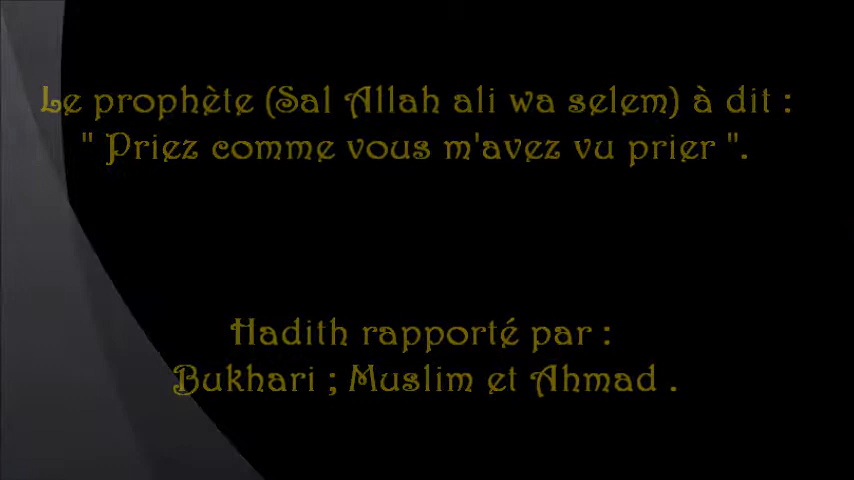 Le prophète (Sal Allah ali wa selem) à dit :
" Priez comme vous m'avez vu prier ".
Hadith rapporté par :
Bukhari ; Muslim et Ahmad .